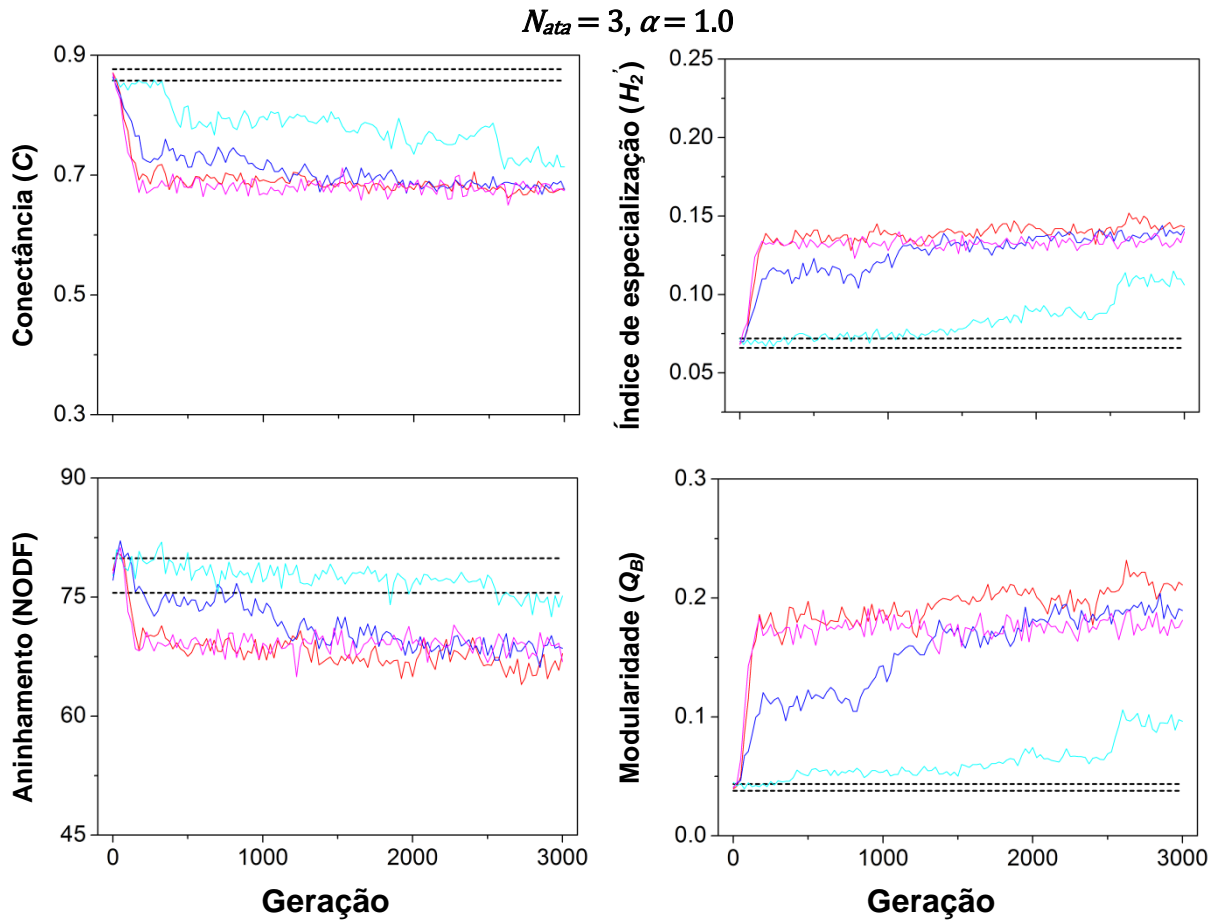 N_ata = 3, α = 1.0
Conectância (C)
0.9
0.7
0.5
0.3
Índice de especialização (H₂')
0.25
0.20
0.15
0.10
0.05
Aninhamento (NODF)
90
75
60
45
0 1000 2000 3000
Geração
Modularidade (Q_B)
0.3
0.2
0.1
0.0
0 1000 2000 3000
Geração